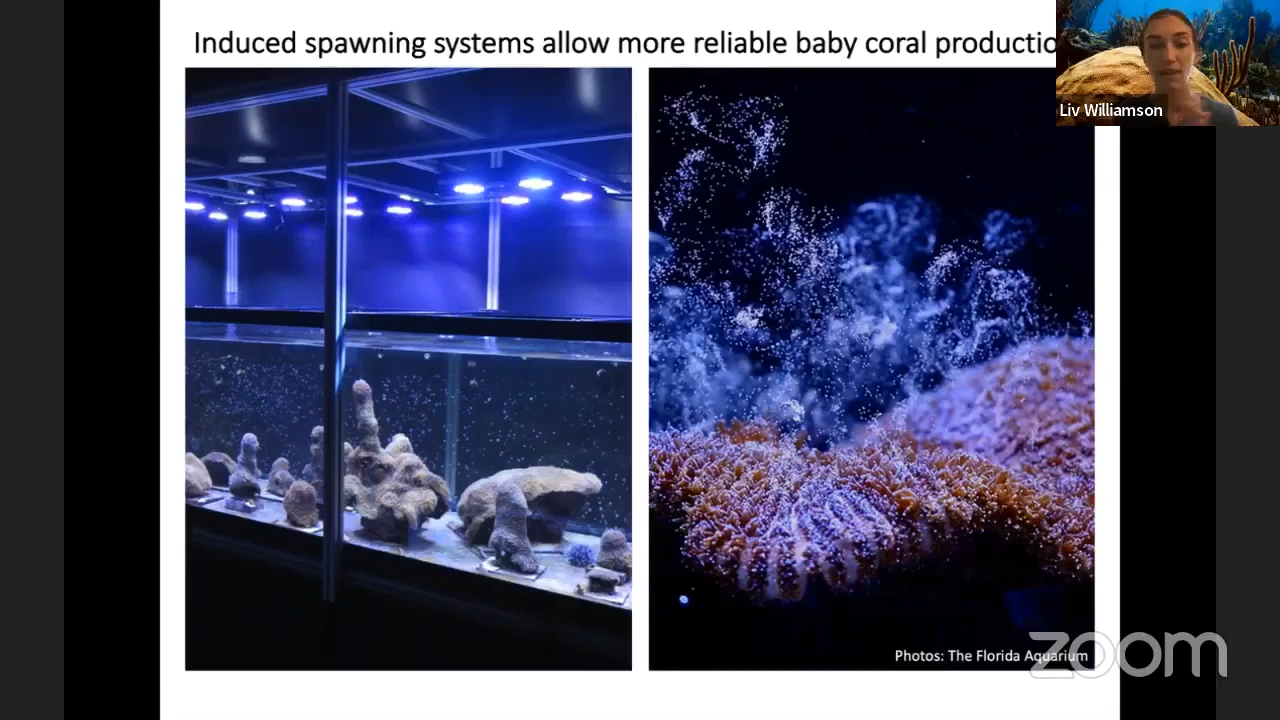 Induced spawning systems allow more reliable baby coral productio
Liv Williamson
Photos: The Florida Aquarium
zoom